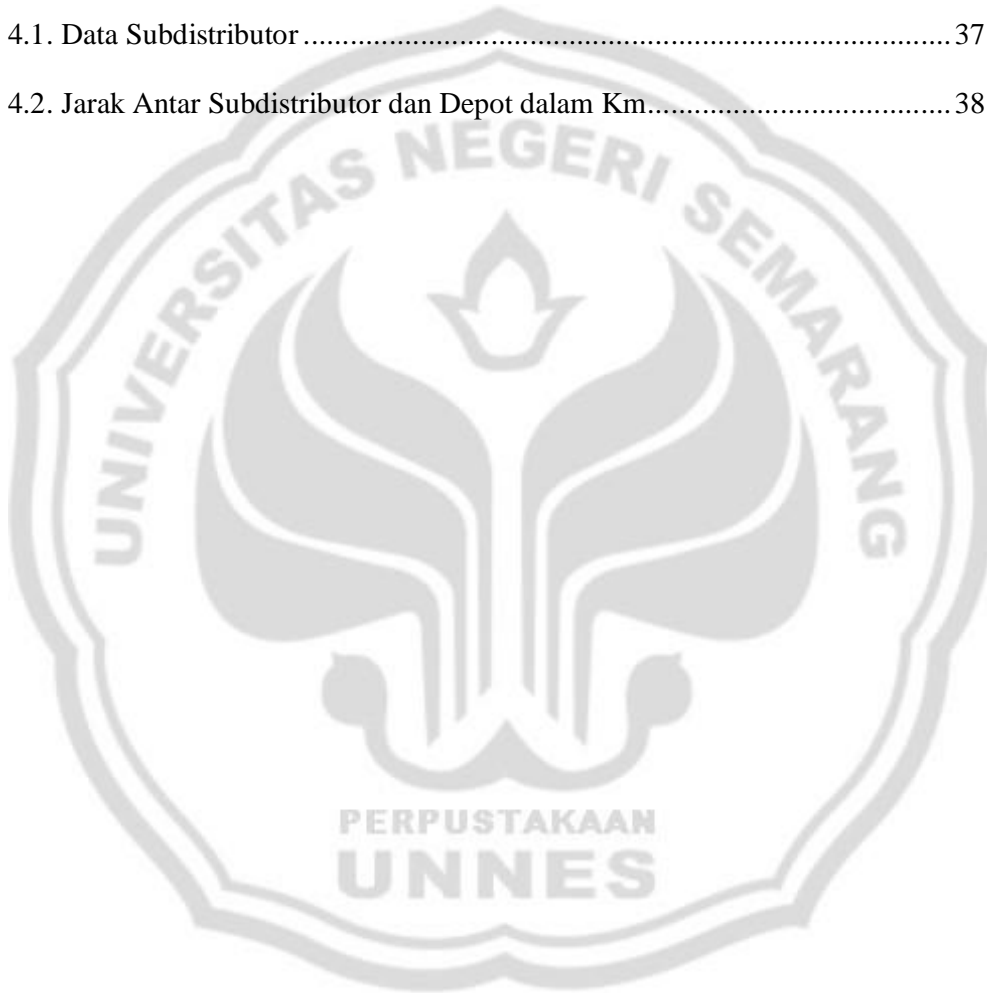 4.1. Data Subdistributor ............................................................................. 37
4.2. Jarak Antar Subdistributor dan Depot dalam Km.................................... 38
UNIVERSITAS NEGERI SEMARANG
PERPUSTAKAAN
UNNES